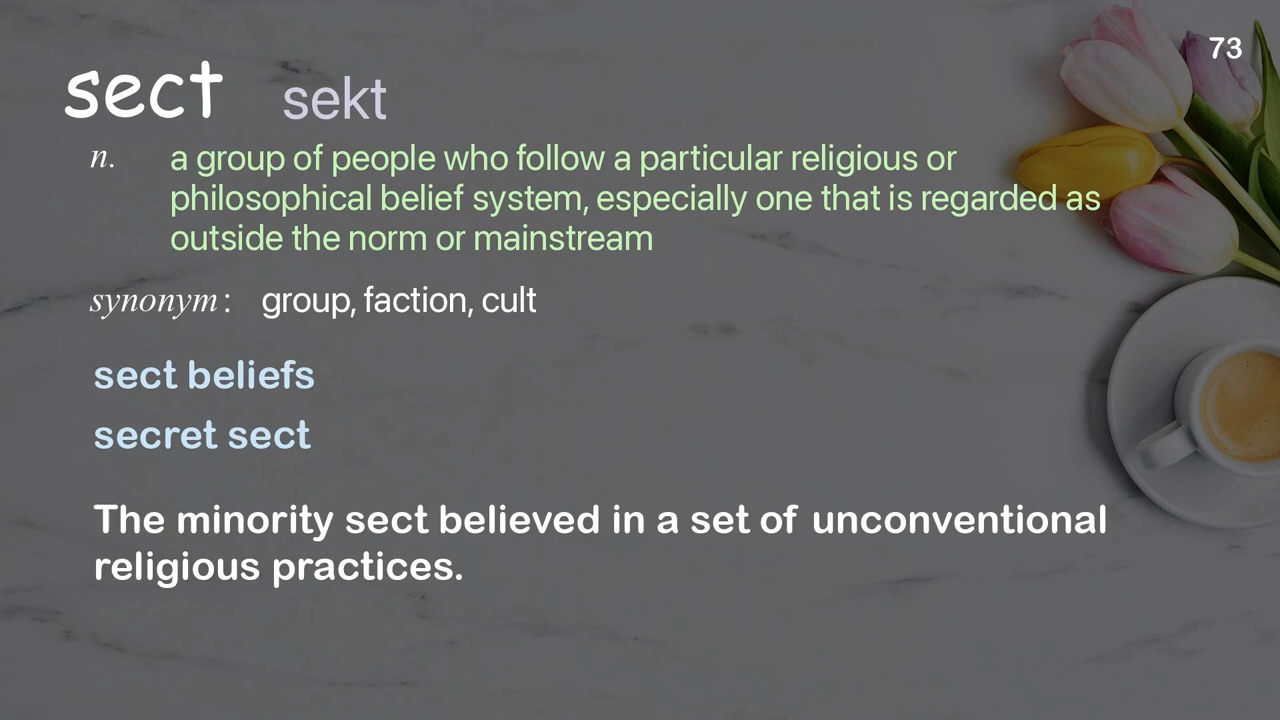 73
sect sekt
n. a group of people who follow a particular religious or
philosophical belief system, especially one that is regarded as
outside the norm or mainstream
synonym: group, faction, cult
sect beliefs
secret sect
The minority sect believed in a set of unconventional
religious practices.